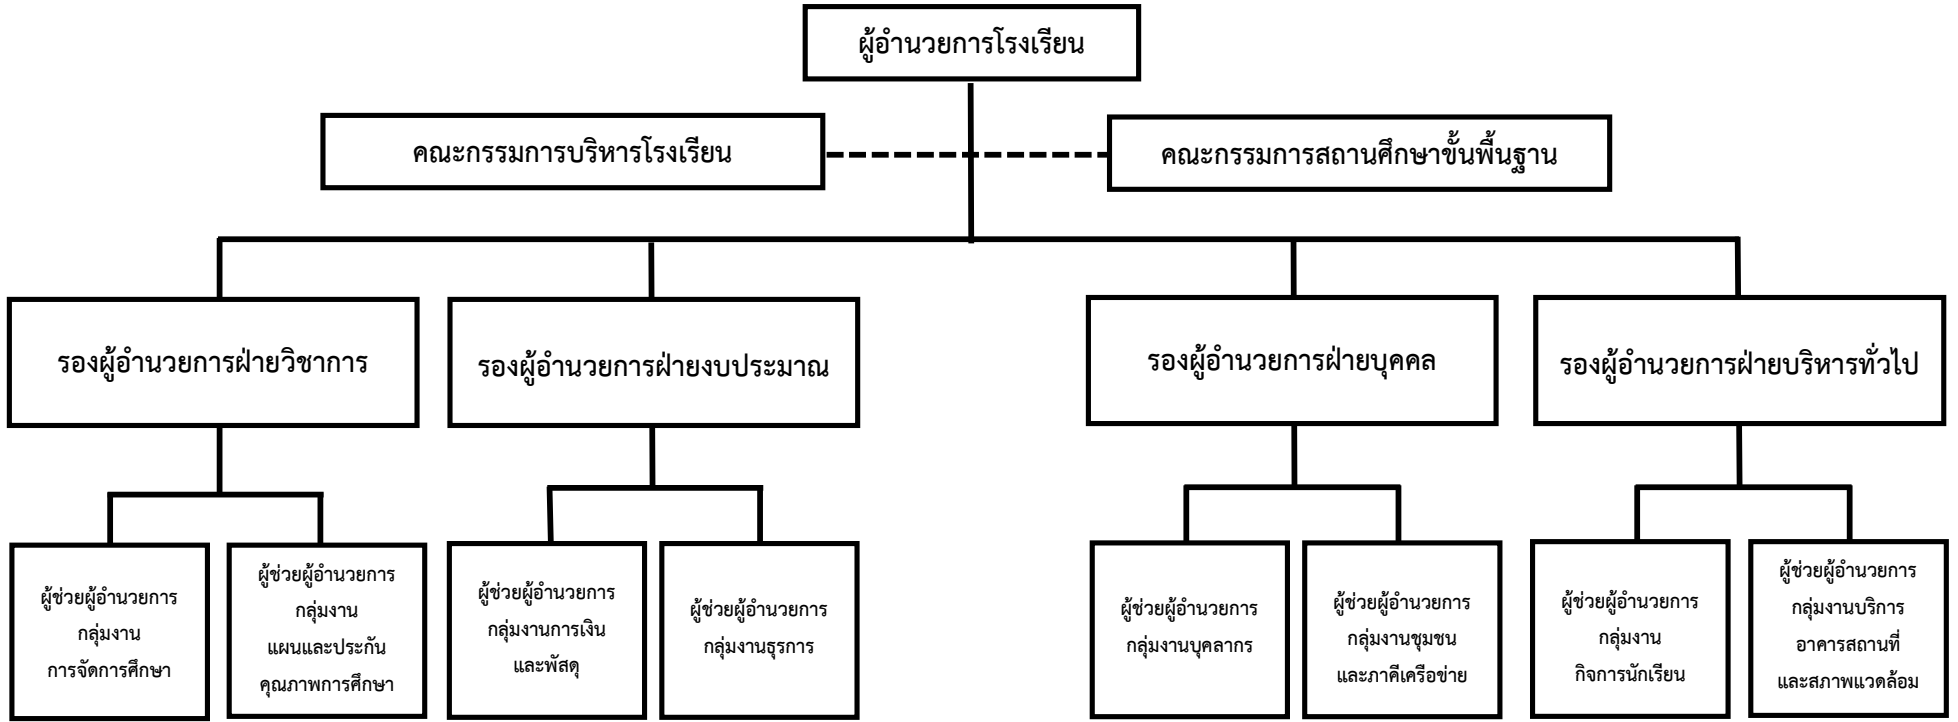 ผู้อำนวยการโรงเรียน
คณะกรรมการบริหารโรงเรียน
คณะกรรมการสถานศึกษาขั้นพื้นฐาน
รองผู้อำนวยการฝ่ายวิชาการ
รองผู้อำนวยการฝ่ายงบประมาณ
รองผู้อำนวยการฝ่ายบุคคล
รองผู้อำนวยการฝ่ายบริหารทั่วไป
ผู้ช่วยผู้อำนวยการ
กลุ่มงาน
การจัดการศึกษา
ผู้ช่วยผู้อำนวยการ
กลุ่มงาน
แผนและประกัน
คุณภาพการศึกษา
ผู้ช่วยผู้อำนวยการ
กลุ่มงานการเงิน
และพัสดุ
ผู้ช่วยผู้อำนวยการ
กลุ่มงานธุรการ
ผู้ช่วยผู้อำนวยการ
กลุ่มงานบุคลากร
ผู้ช่วยผู้อำนวยการ
กลุ่มงานชุมชน
และภาคีเครือข่าย
ผู้ช่วยผู้อำนวยการ
กลุ่มงาน
กิจการนักเรียน
ผู้ช่วยผู้อำนวยการ
กลุ่มงานบริการ
อาคารสถานที่
และสภาพแวดล้อม